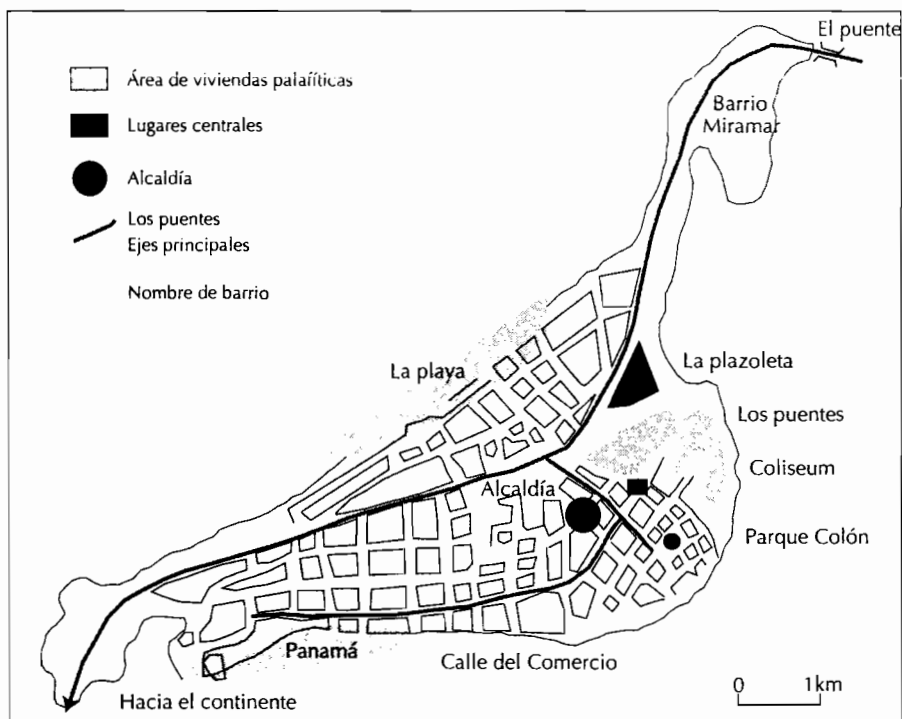 El puente
Área de viviendas palafíticas
Lugares centrales
Alcaldía
Los puentes
Ejes principales
Nombre de barrio
Barrio
Miramar
La playa
La plazoleta
Los puentes
Coliseum
Alcaldía
Parque Colón
Panamá
Calle del Comercio
Hacia el continente
0 1km